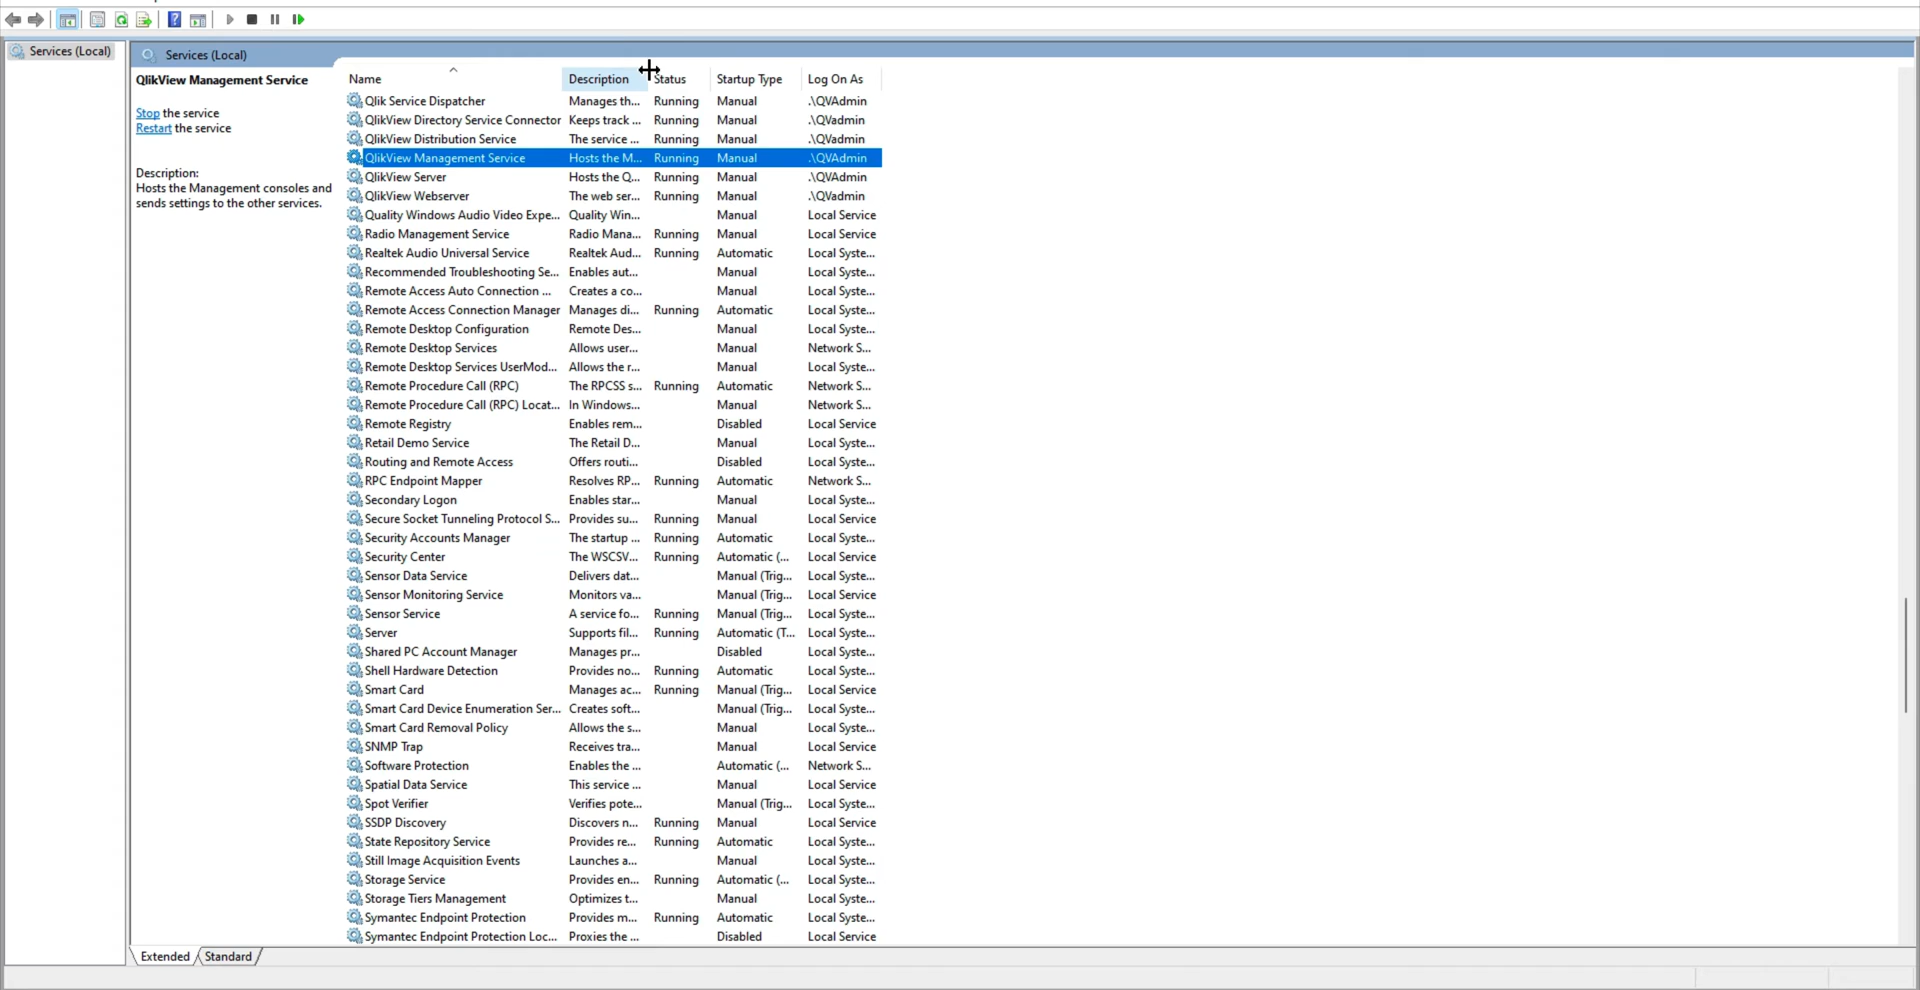 Services (Local)
Services (Local)
QlikView Management Service
Stop the service
Restart the service
Description:
Hosts the Management consoles and
sends settings to the other services.
Name Description Status Startup Type Log On As
Qlik Service Dispatcher Manages th... Running Manual .\QVAdmin
QlikView Directory Service Connector Keeps track ... Running Manual .\QVadmin
QlikView Distribution Service The service ... Running Manual .\QVadmin
QlikView Management Service Hosts the M... Running Manual .\QVAdmin
QlikView Server Hosts the Q... Running Manual .\QVAdmin
QlikView Webserver The web ser... Running Manual .\QVadmin
Quality Windows Audio Video Expe... Quality Win... Manual Local Service
Radio Management Service Radio Mana... Running Manual Local Service
Realtek Audio Universal Service Realtek Aud... Running Automatic Local Syste...
Recommended Troubleshooting Se... Enables aut... Manual Local Syste...
Remote Access Auto Connection ... Creates a co... Manual Local Syste...
Remote Access Connection Manager Manages di... Running Automatic Local Syste...
Remote Desktop Configuration Remote Des... Manual Local Syste...
Remote Desktop Services Allows user... Manual Network S...
Remote Desktop Services UserMod... Allows the r... Manual Local Syste...
Remote Procedure Call (RPC) The RPCSS s... Running Automatic Network S...
Remote Procedure Call (RPC) Locat... In Windows... Manual Network S...
Remote Registry Enables rem... Disabled Local Service
Retail Demo Service The Retail D... Manual Local Syste...
Routing and Remote Access Offers routi... Disabled Local Syste...
RPC Endpoint Mapper Resolves RP... Running Automatic Network S...
Secondary Logon Enables star... Manual Local Syste...
Secure Socket Tunneling Protocol S... Provides su... Running Manual Local Service
Security Accounts Manager The startup ... Running Automatic Local Syste...
Security Center The WSCSV... Running Automatic (... Local Service
Sensor Data Service Delivers dat... Manual (Trig... Local Syste...
Sensor Monitoring Service Monitors va... Manual (Trig... Local Service
Sensor Service A service fo... Running Manual (Trig... Local Syste...
Server Supports fil... Running Automatic (T... Local Syste...
Shared PC Account Manager Manages pr... Disabled Local Syste...
Shell Hardware Detection Provides no... Running Automatic Local Syste...
Smart Card Manages ac... Running Manual (Trig... Local Service
Smart Card Device Enumeration Ser... Creates soft... Manual (Trig... Local Syste...
Smart Card Removal Policy Allows the s... Manual Local Syste...
SNMP Trap Receives tra... Manual Local Service
Software Protection Enables the ... Automatic (... Network S...
Spatial Data Service This service ... Manual Local Service
Spot Verifier Verifies pote... Manual (Trig... Local Syste...
SSDP Discovery Discovers n... Running Manual Local Service
State Repository Service Provides re... Running Automatic Local Syste...
Still Image Acquisition Events Launches a... Manual Local Syste...
Storage Service Provides en... Running Automatic (... Local Syste...
Storage Tiers Management Optimizes t... Manual Local Syste...
Symantec Endpoint Protection Provides m... Running Automatic Local Syste...
Symantec Endpoint Protection Loc... Proxies the ... Disabled Local Service
Extended Standard